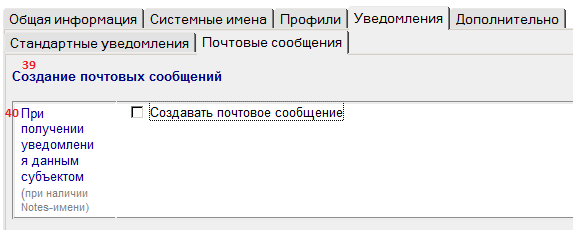 Общая информация Системные имена Профили Уведомления Дополнительно
Стандартные уведомления Почтовые сообщения
39
Создание почтовых сообщений
40 При
получении
уведомлени
я данным
субъектом
(при наличии
Notes-имени)
Создавать почтовое сообщение